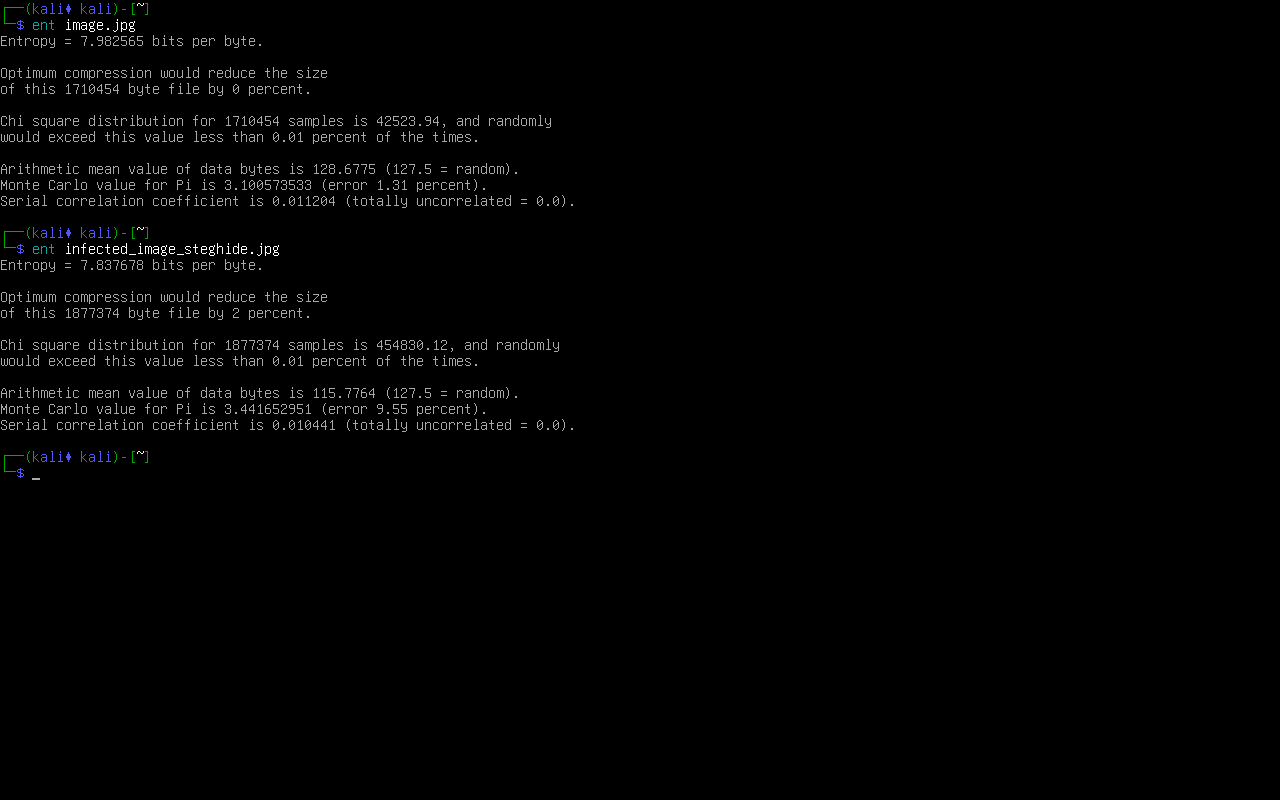 ┌──(kali♦ kali)-[~]
└─$ ent image.jpg
Entropy = 7.982565 bits per byte.
Optimum compression would reduce the size
of this 1710454 byte file by 0 percent.
Chi square distribution for 1710454 samples is 42523.94, and randomly
would exceed this value less than 0.01 percent of the times.
Arithmetic mean value of data bytes is 128.6775 (127.5 = random).
Monte Carlo value for Pi is 3.100573533 (error 1.31 percent).
Serial correlation coefficient is 0.011204 (totally uncorrelated = 0.0).
┌──(kali♦ kali)-[~]
└─$ ent infected_image_steghide.jpg
Entropy = 7.837678 bits per byte.
Optimum compression would reduce the size
of this 1877374 byte file by 2 percent.
Chi square distribution for 1877374 samples is 454830.12, and randomly
would exceed this value less than 0.01 percent of the times.
Arithmetic mean value of data bytes is 115.7764 (127.5 = random).
Monte Carlo value for Pi is 3.441652951 (error 9.55 percent).
Serial correlation coefficient is 0.010441 (totally uncorrelated = 0.0).
┌──(kali♦ kali)-[~]
└─$ _